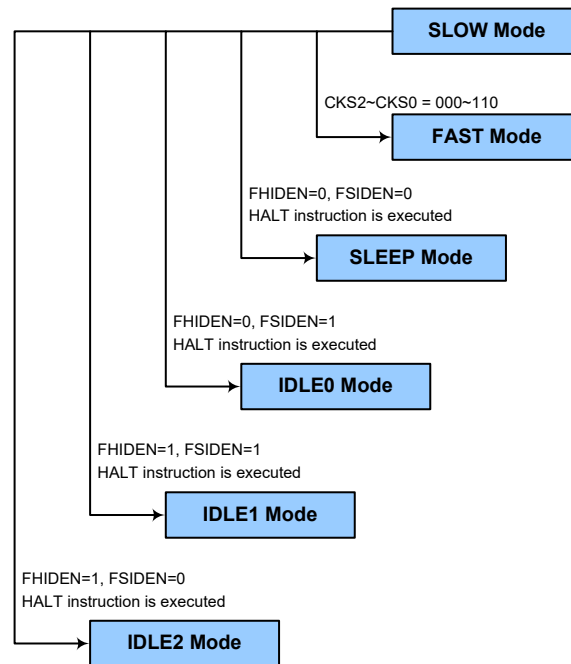 SLOW Mode
CKS2~CKS0 = 000~110
FAST Mode
FHIDEN=0, FSIDEN=0
HALT instruction is executed
SLEEP Mode
FHIDEN=0, FSIDEN=1
HALT instruction is executed
IDLE0 Mode
FHIDEN=1, FSIDEN=1
HALT instruction is executed
IDLE1 Mode
FHIDEN=1, FSIDEN=0
HALT instruction is executed
IDLE2 Mode